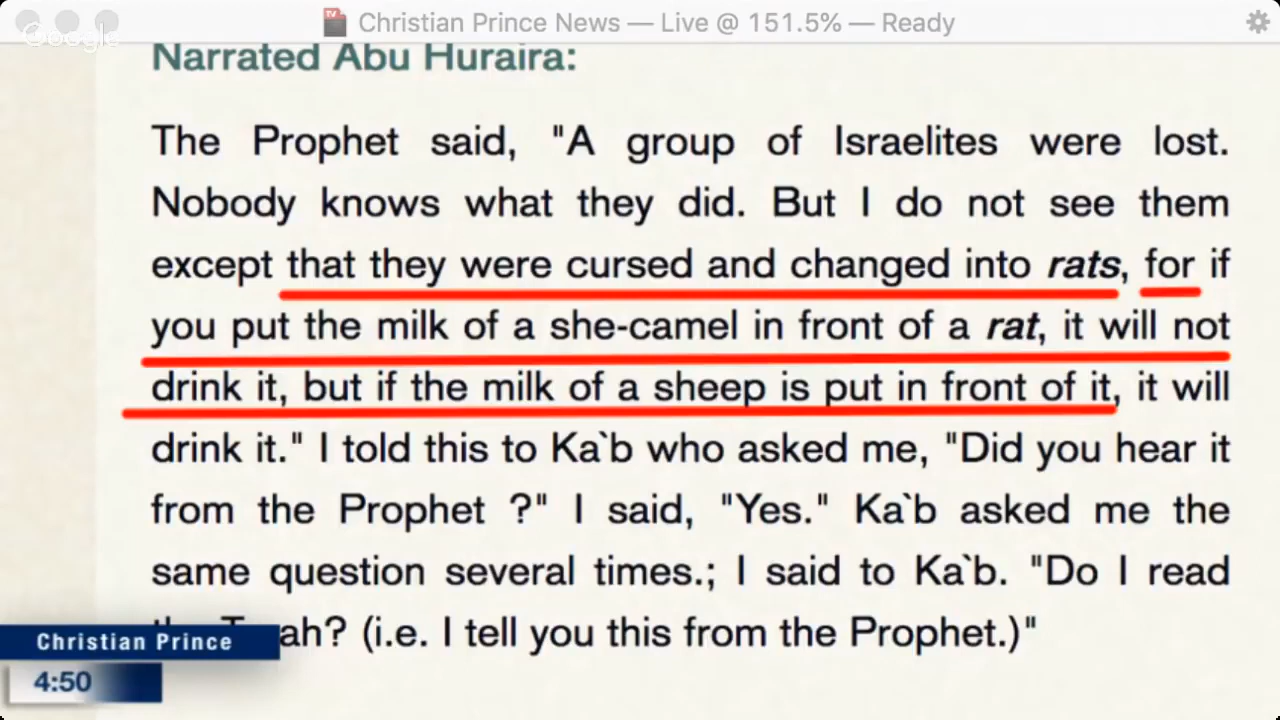 Christian Prince News — Live @ 151.5% — Ready
Google
Narrated Abu Huraira:
The Prophet said, "A group of Israelites were lost.
Nobody knows what they did. But I do not see them
except that they were cursed and changed into rats, for if
you put the milk of a she-camel in front of a rat, it will not
drink it, but if the milk of a sheep is put in front of it, it will
drink it." I told this to Ka`b who asked me, "Did you hear it
from the Prophet ?" I said, "Yes." Ka`b asked me the
same question several times.; I said to Ka`b. "Do I read
(i.e. I tell you this from the Prophet.)"
Christian Prince
4:50